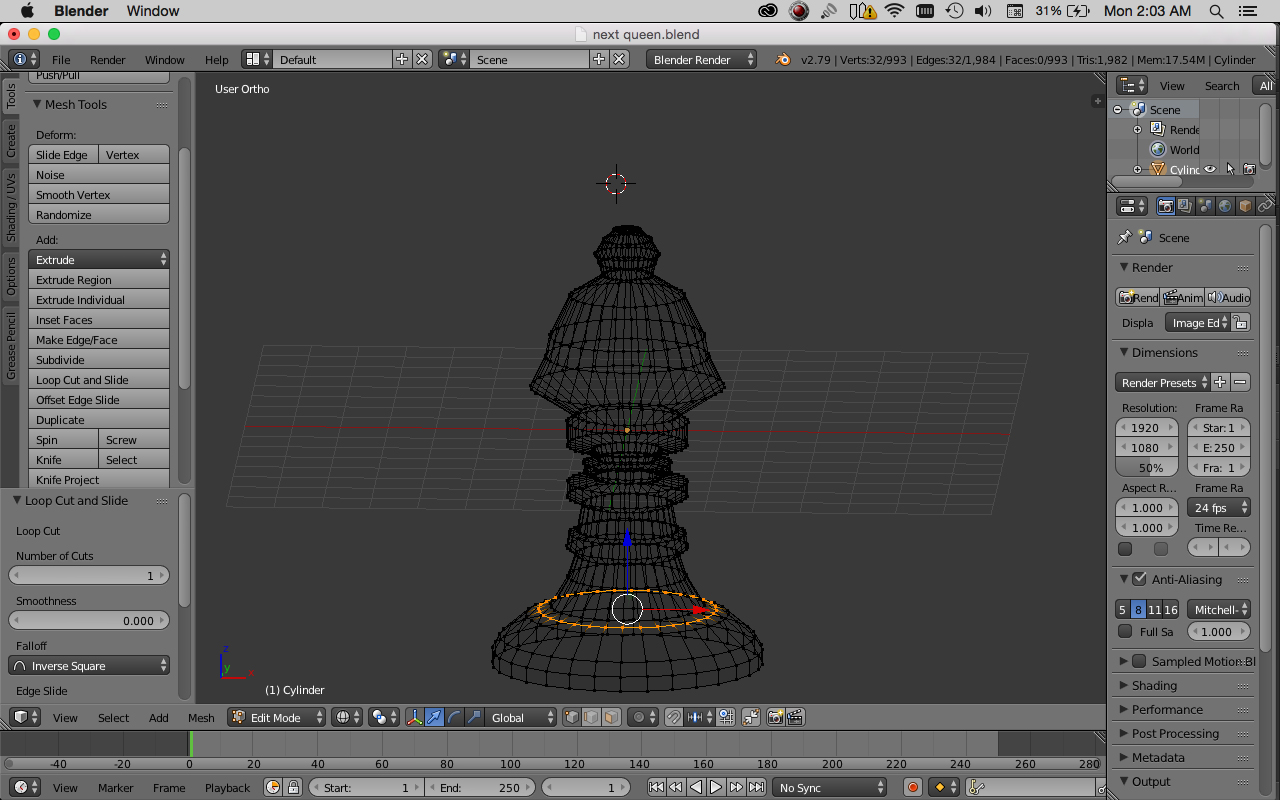 Blender Window
31% Mon 2:03 AM
next queen.blend
File Render Window Help Default Scene Blender Render v2.79 | Verts:32/993 | Edges:32/1,984 | Faces:0/993 | Tris:1,982 | Mem:17.54M | Cylinder
Tools
Create
Shading / UVs
Options
Grease Pencil
Push/Pull
Mesh Tools
Deform:
Slide Edge Vertex
Noise
Smooth Vertex
Randomize
Add:
Extrude
Extrude Region
Extrude Individual
Inset Faces
Make Edge/Face
Subdivide
Loop Cut and Slide
Offset Edge Slide
Duplicate
Spin Screw
Knife Select
Knife Project
Loop Cut and Slide
Loop Cut
Number of Cuts
1
Smoothness
0.000
Falloff
Inverse Square
Edge Slide
User Ortho
z
y
x
(1) Cylinder
View Select Add Mesh Edit Mode Global
-40 -20 0 20 40 60 80 100 120 140 160 180 200 220 240 260 280
View Marker Frame Playback Start: 1 End: 250 1 No Sync
View Search All
Scene
Rende
World
Cylind
Scene
Render
Rend Anim Audio
Displa Image Ed
Dimensions
Render Presets
Resolution: Frame Ra
1920 Star: 1
1080 E: 250
50% Fra: 1
Aspect R... Frame Ra
1.000 24 fps
1.000 Time Re...
Anti-Aliasing
5 8 11 16 Mitchell-
Full Sa 1.000
Sampled Motion Bl
Shading
Performance
Post Processing
Metadata
Output